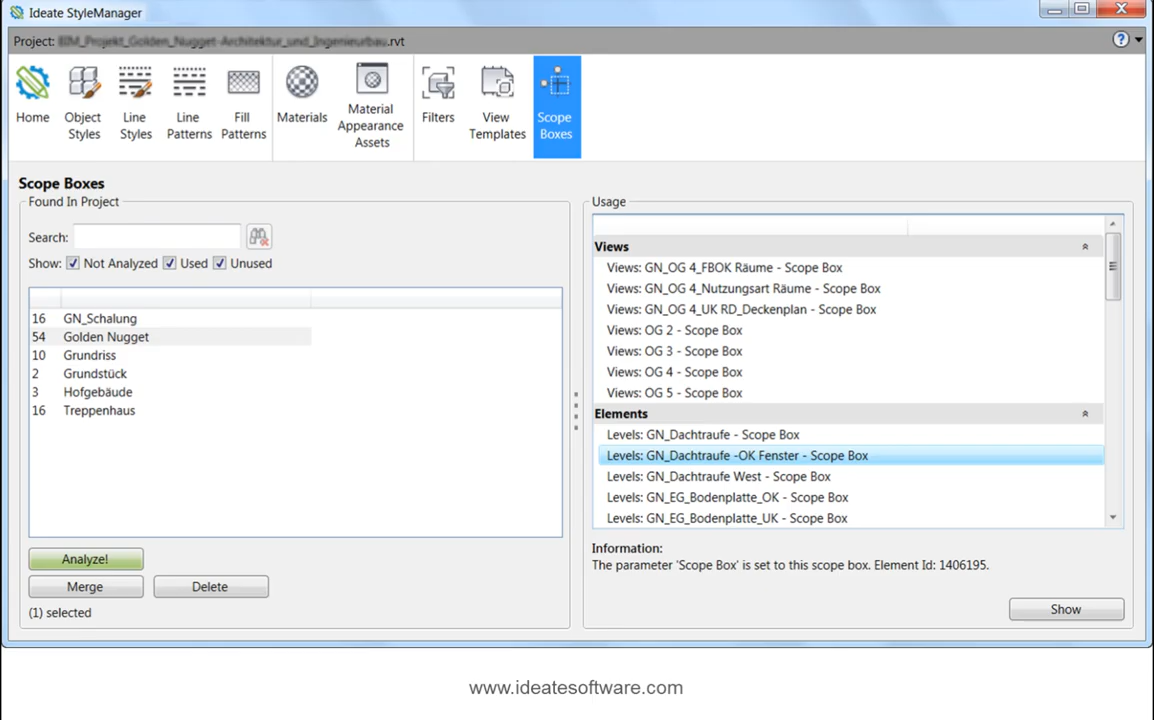 Ideate StyleManager
Project: BIM_Projekt_Golden_Nugget-Architektur_und_Ingenieurbau.rvt
Home
Object Styles
Line Styles
Line Patterns
Fill Patterns
Materials
Material Appearance Assets
Filters
View Templates
Scope Boxes
Scope Boxes
Found In Project
Search:
Show: Not Analyzed Used Unused
16 GN_Schalung
54 Golden Nugget
10 Grundriss
2 Grundstück
3 Hofgebäude
16 Treppenhaus
Analyze!
Merge Delete
(1) selected
Usage
Views
Views: GN_OG 4_FBOK Räume - Scope Box
Views: GN_OG 4_Nutzungsart Räume - Scope Box
Views: GN_OG 4_UK RD_Deckenplan - Scope Box
Views: OG 2 - Scope Box
Views: OG 3 - Scope Box
Views: OG 4 - Scope Box
Views: OG 5 - Scope Box
Elements
Levels: GN_Dachtraufe - Scope Box
Levels: GN_Dachtraufe -OK Fenster - Scope Box
Levels: GN_Dachtraufe West - Scope Box
Levels: GN_EG_Bodenplatte_OK - Scope Box
Levels: GN_EG_Bodenplatte_UK - Scope Box
Information:
The parameter 'Scope Box' is set to this scope box. Element Id: 1406195.
Show
www.ideatesoftware.com